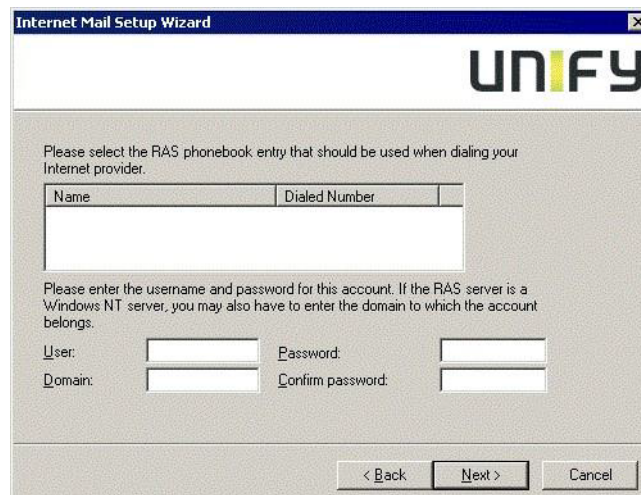 Internet Mail Setup Wizard
UNIFY
Please select the RAS phonebook entry that should be used when dialing your
Internet provider.
Name Dialed Number
Please enter the username and password for this account. If the RAS server is a
Windows NT server, you may also have to enter the domain to which the account
belongs.
User: Password:
Domain: Confirm password:
< Back Next > Cancel